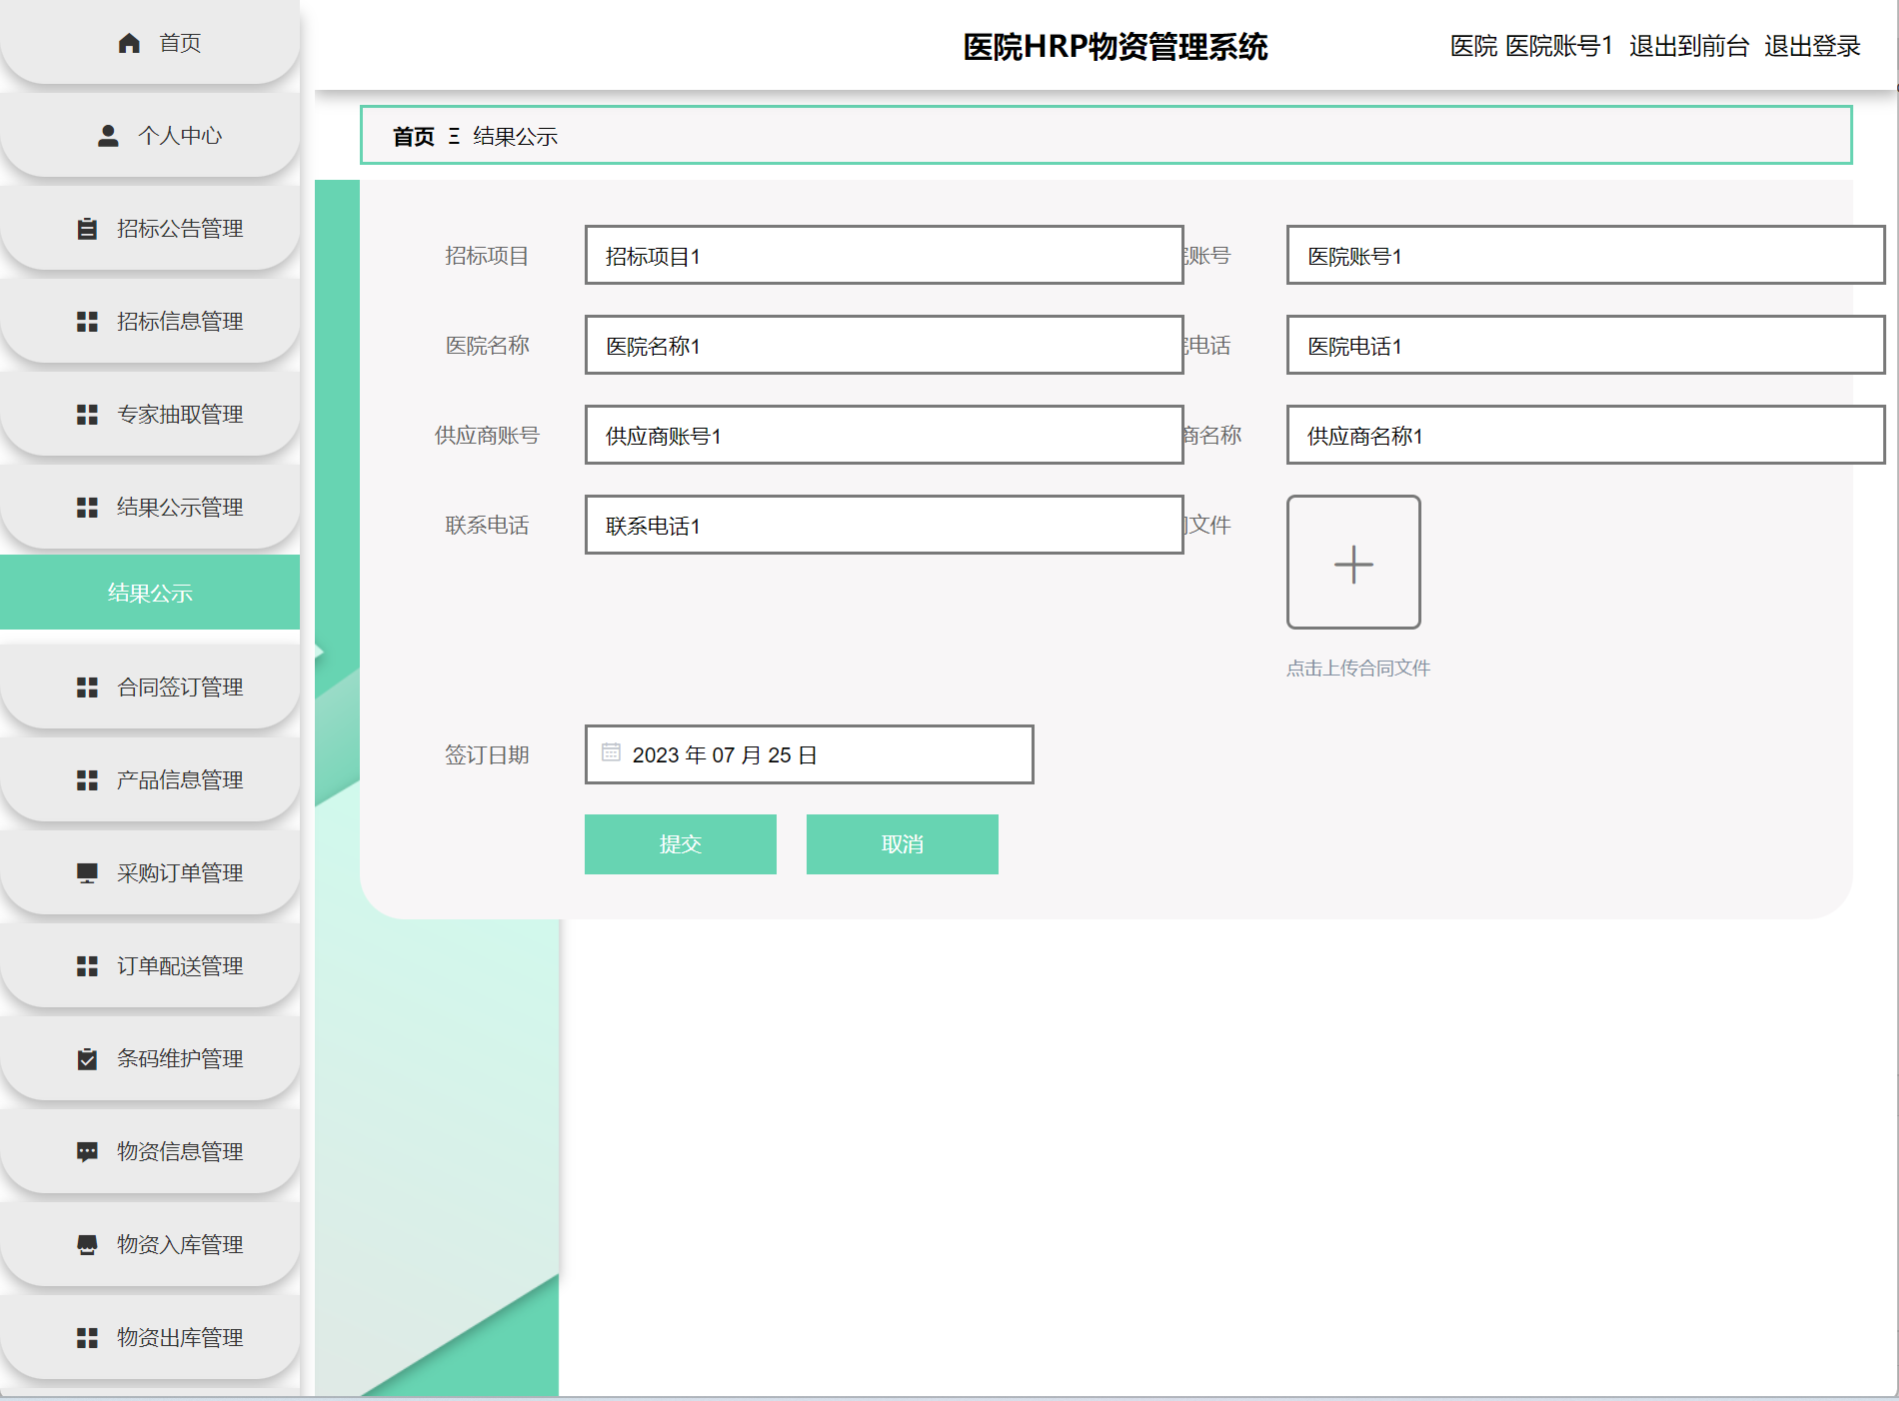 首页
个人中心
招标公告管理
招标信息管理
专家抽取管理
结果公示管理
结果公示
合同签订管理
产品信息管理
采购订单管理
订单配送管理
条码维护管理
物资信息管理
物资入库管理
物资出库管理
医院HRP物资管理系统
医院 医院账号1 退出到前台 退出登录
首页 Ξ 结果公示
招标项目 招标项目1 账号 医院账号1
医院名称 医院名称1 电话 医院电话1
供应商账号 供应商账号1 商名称 供应商名称1
联系电话 联系电话1 文件
点击上传合同文件
签订日期 2023 年 07 月 25 日
提交 取消